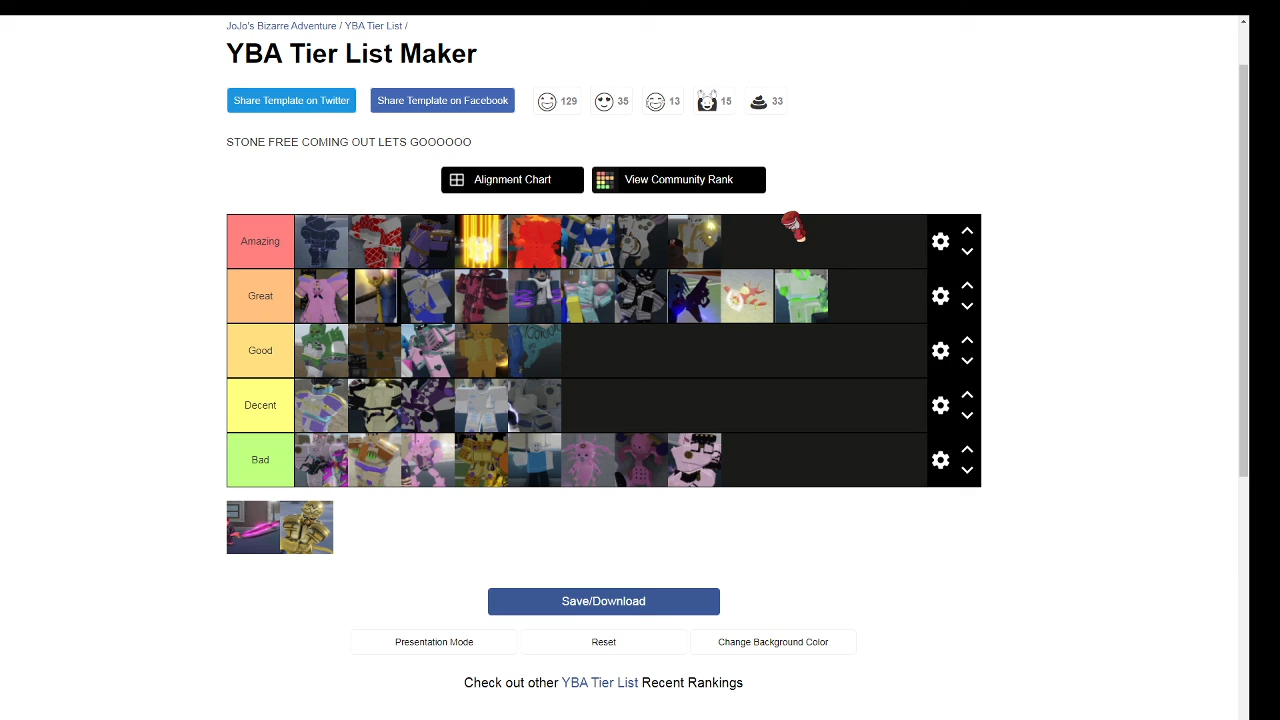 JoJo's Bizarre Adventure / YBA Tier List /
YBA Tier List Maker
Share Template on Twitter
Share Template on Facebook
129
35
13
15
33
STONE FREE COMING OUT LETS GOOOOOO
Alignment Chart
View Community Rank
Amazing
Great
Good
Decent
Bad
Save/Download
Presentation Mode
Reset
Change Background Color
Check out other YBA Tier List Recent Rankings